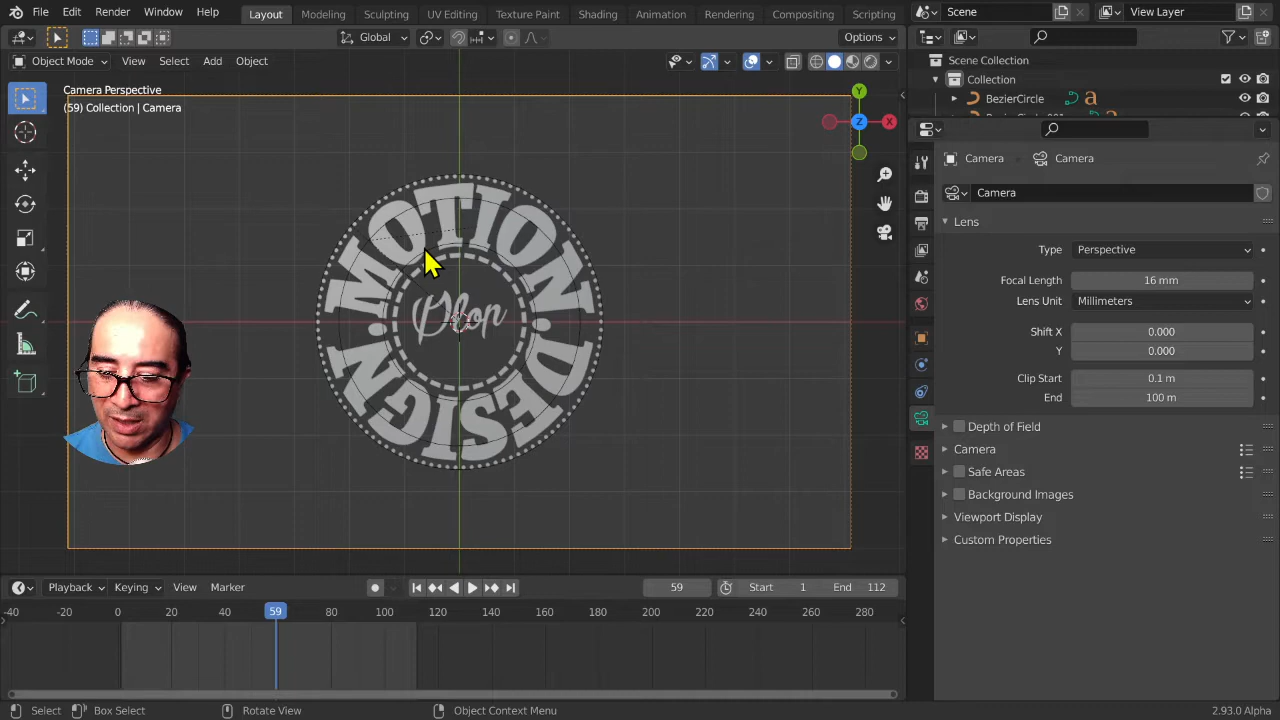 File Edit Render Window Help
Layout Modeling Sculpting UV Editing Texture Paint Shading Animation Rendering Compositing Scripting
Scene View Layer
Global Options
Object Mode View Select Add Object
Camera Perspective
(59) Collection | Camera
Y
Z X
MOTION DESIGN
Plop
Scene Collection
Collection
BezierCircle
Camera Camera
Camera
Lens
Type Perspective
Focal Length 16 mm
Lens Unit Millimeters
Shift X 0.000
Y 0.000
Clip Start 0.1 m
End 100 m
Depth of Field
Camera
Safe Areas
Background Images
Viewport Display
Custom Properties
Playback Keying View Marker 59 Start 1 End 112
-40 -20 0 20 40 59 80 100 120 140 160 180 200 220 240 260 280
Select Box Select Rotate View Object Context Menu 2.93.0 Alpha